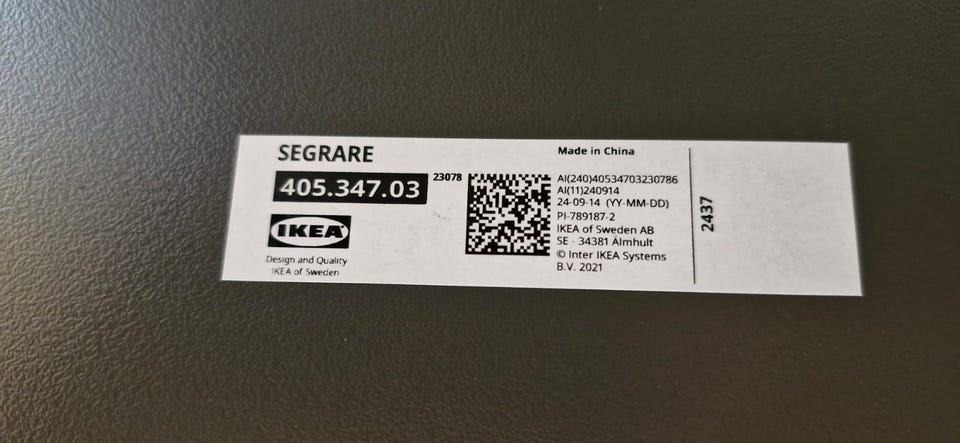 SEGRARE
405.347.03
23078
IKEA
Design and Quality
IKEA of Sweden
Made in China
AI(240)40534703230786
AI(11)240914
24-09-14 (YY-MM-DD)
PI-789187-2
IKEA of Sweden AB
SE - 34381 Älmhult
© Inter IKEA Systems
B.V. 2021
2437